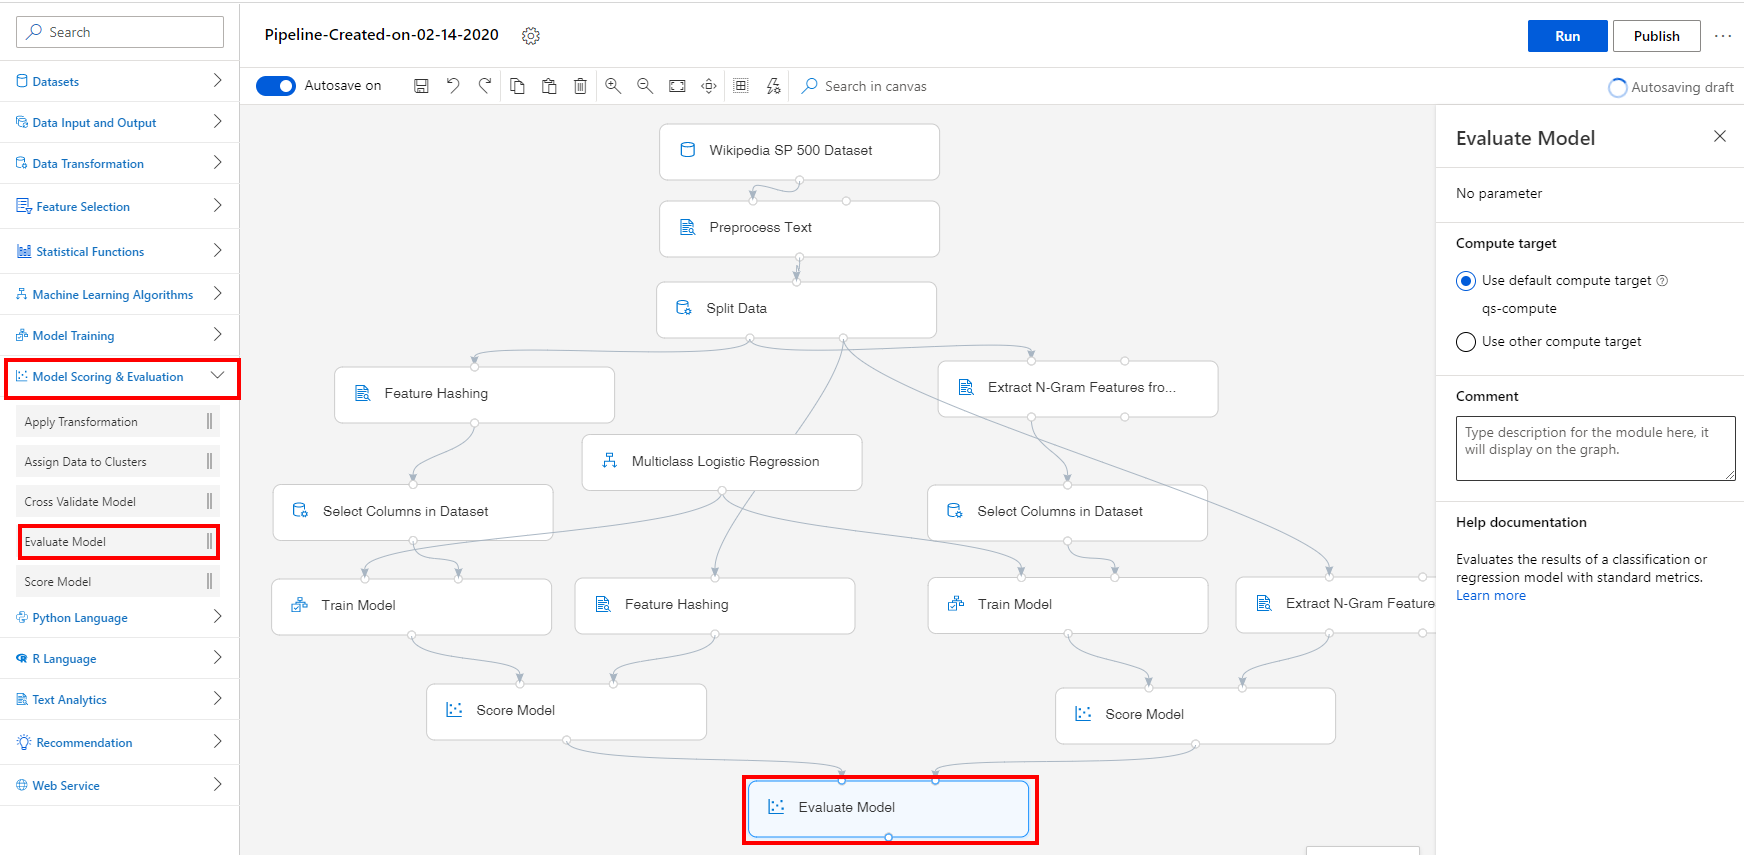 Search
Datasets
Data Input and Output
Data Transformation
Feature Selection
Statistical Functions
Machine Learning Algorithms
Model Training
Model Scoring & Evaluation
Apply Transformation
Assign Data to Clusters
Cross Validate Model
Evaluate Model
Score Model
Python Language
R Language
Text Analytics
Recommendation
Web Service
Pipeline-Created-on-02-14-2020
Run
Publish
Autosave on
Search in canvas
Autosaving draft
Wikipedia SP 500 Dataset
Preprocess Text
Split Data
Feature Hashing
Extract N-Gram Features fro...
Multiclass Logistic Regression
Select Columns in Dataset
Select Columns in Dataset
Train Model
Feature Hashing
Train Model
Extract N-Gram Feature
Score Model
Score Model
Evaluate Model
Evaluate Model
No parameter
Compute target
Use default compute target
qs-compute
Use other compute target
Comment
Type description for the module here, it
will display on the graph.
Help documentation
Evaluates the results of a classification or
regression model with standard metrics.
Learn more